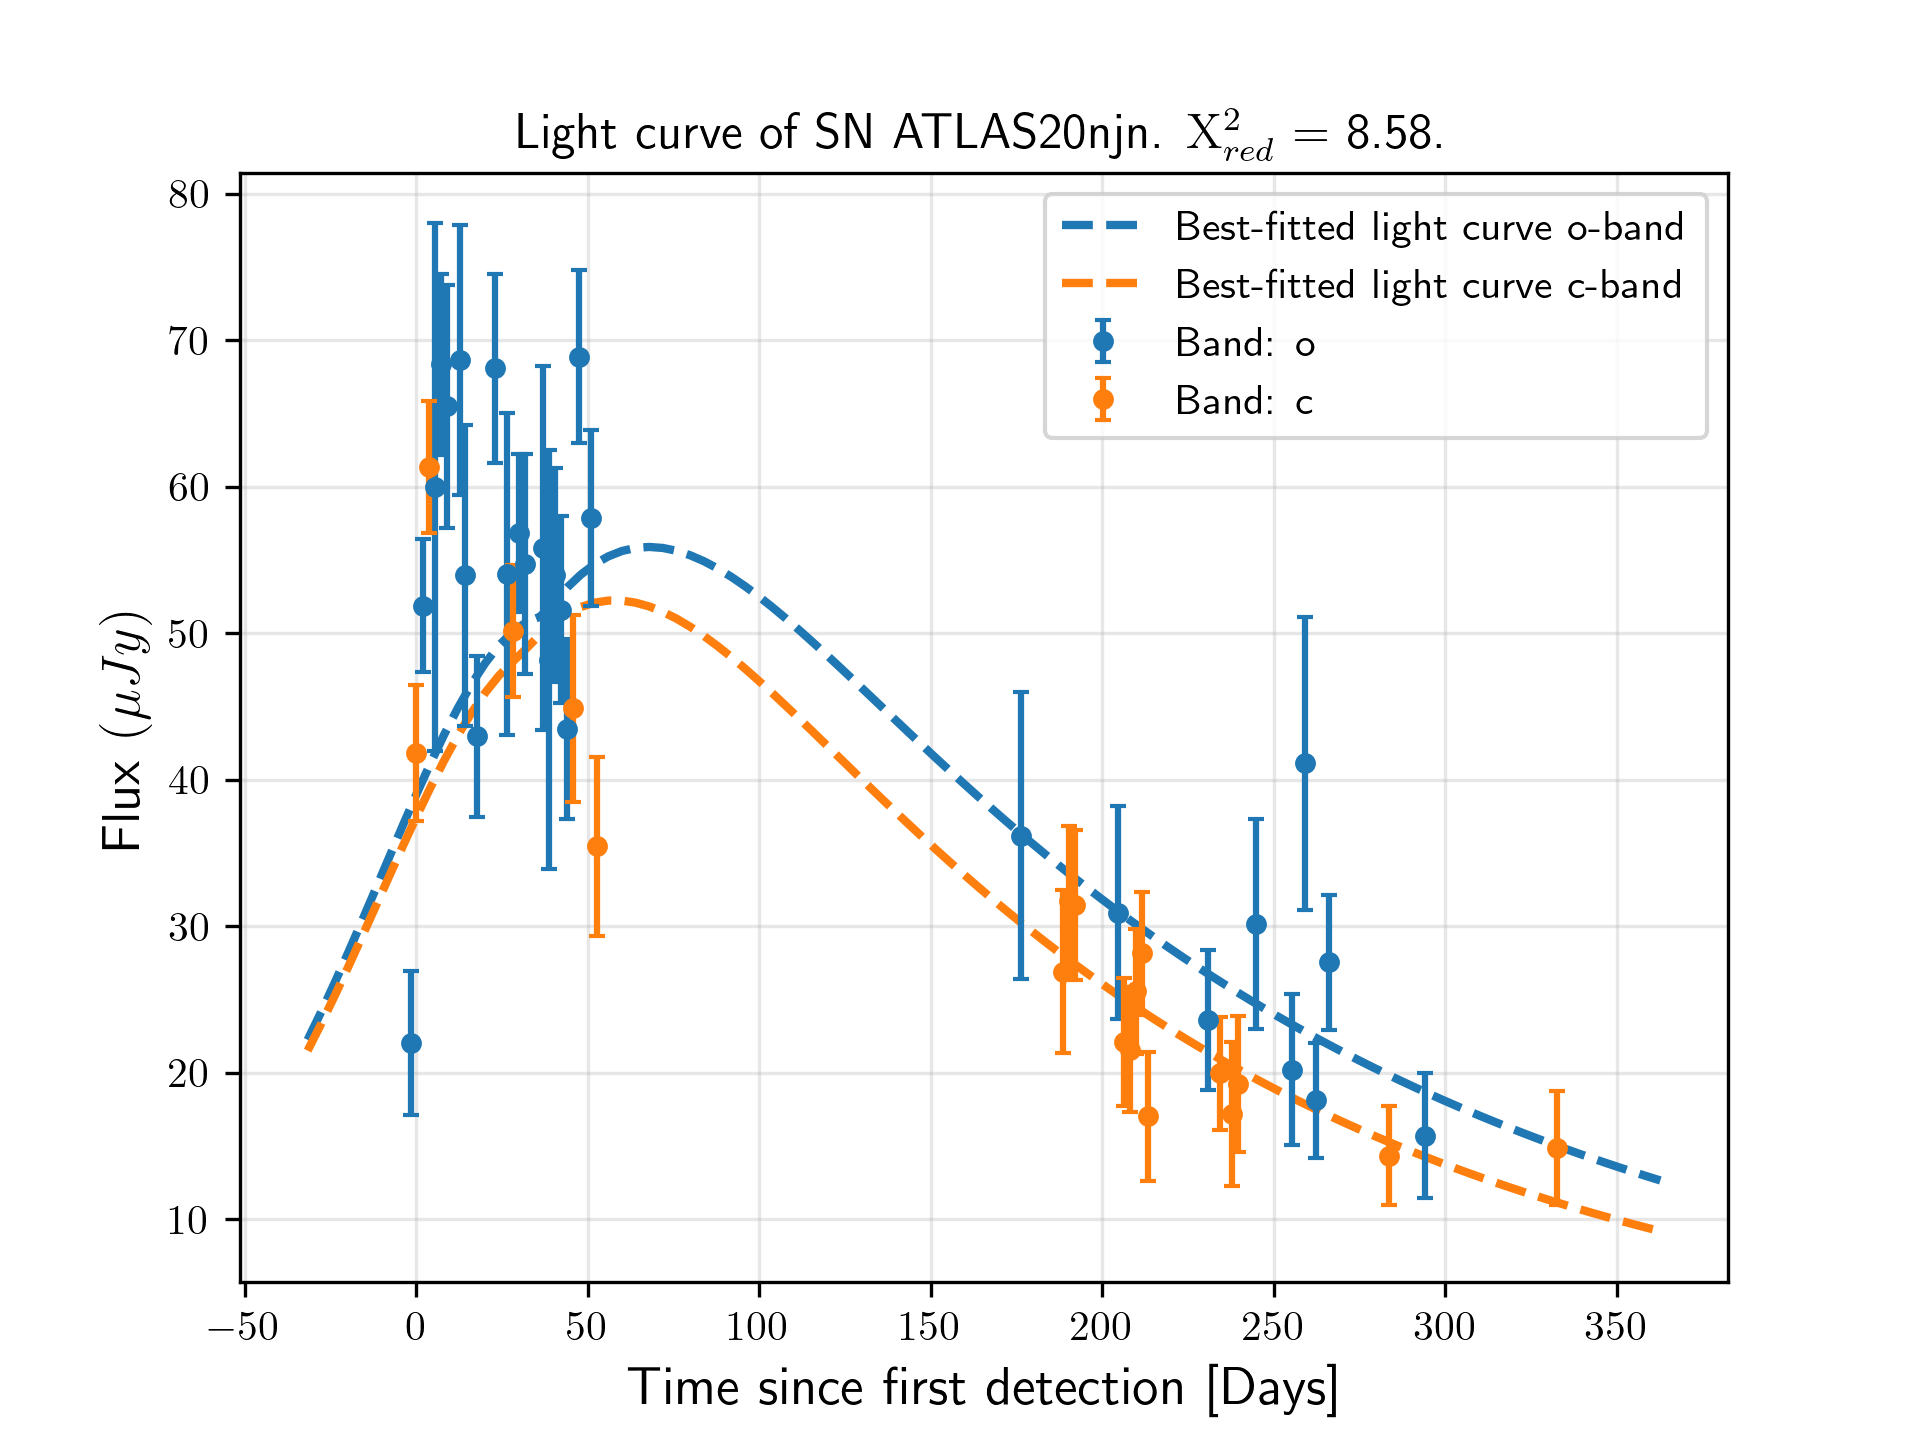 Light curve of SN ATLAS20njn. X²_red = 8.58.
80
70
60
50
40
30
20
10
Flux (μJy)
Best-fitted light curve o-band
Best-fitted light curve c-band
Band: o
Band: c
−50 0 50 100 150 200 250 300 350
Time since first detection [Days]